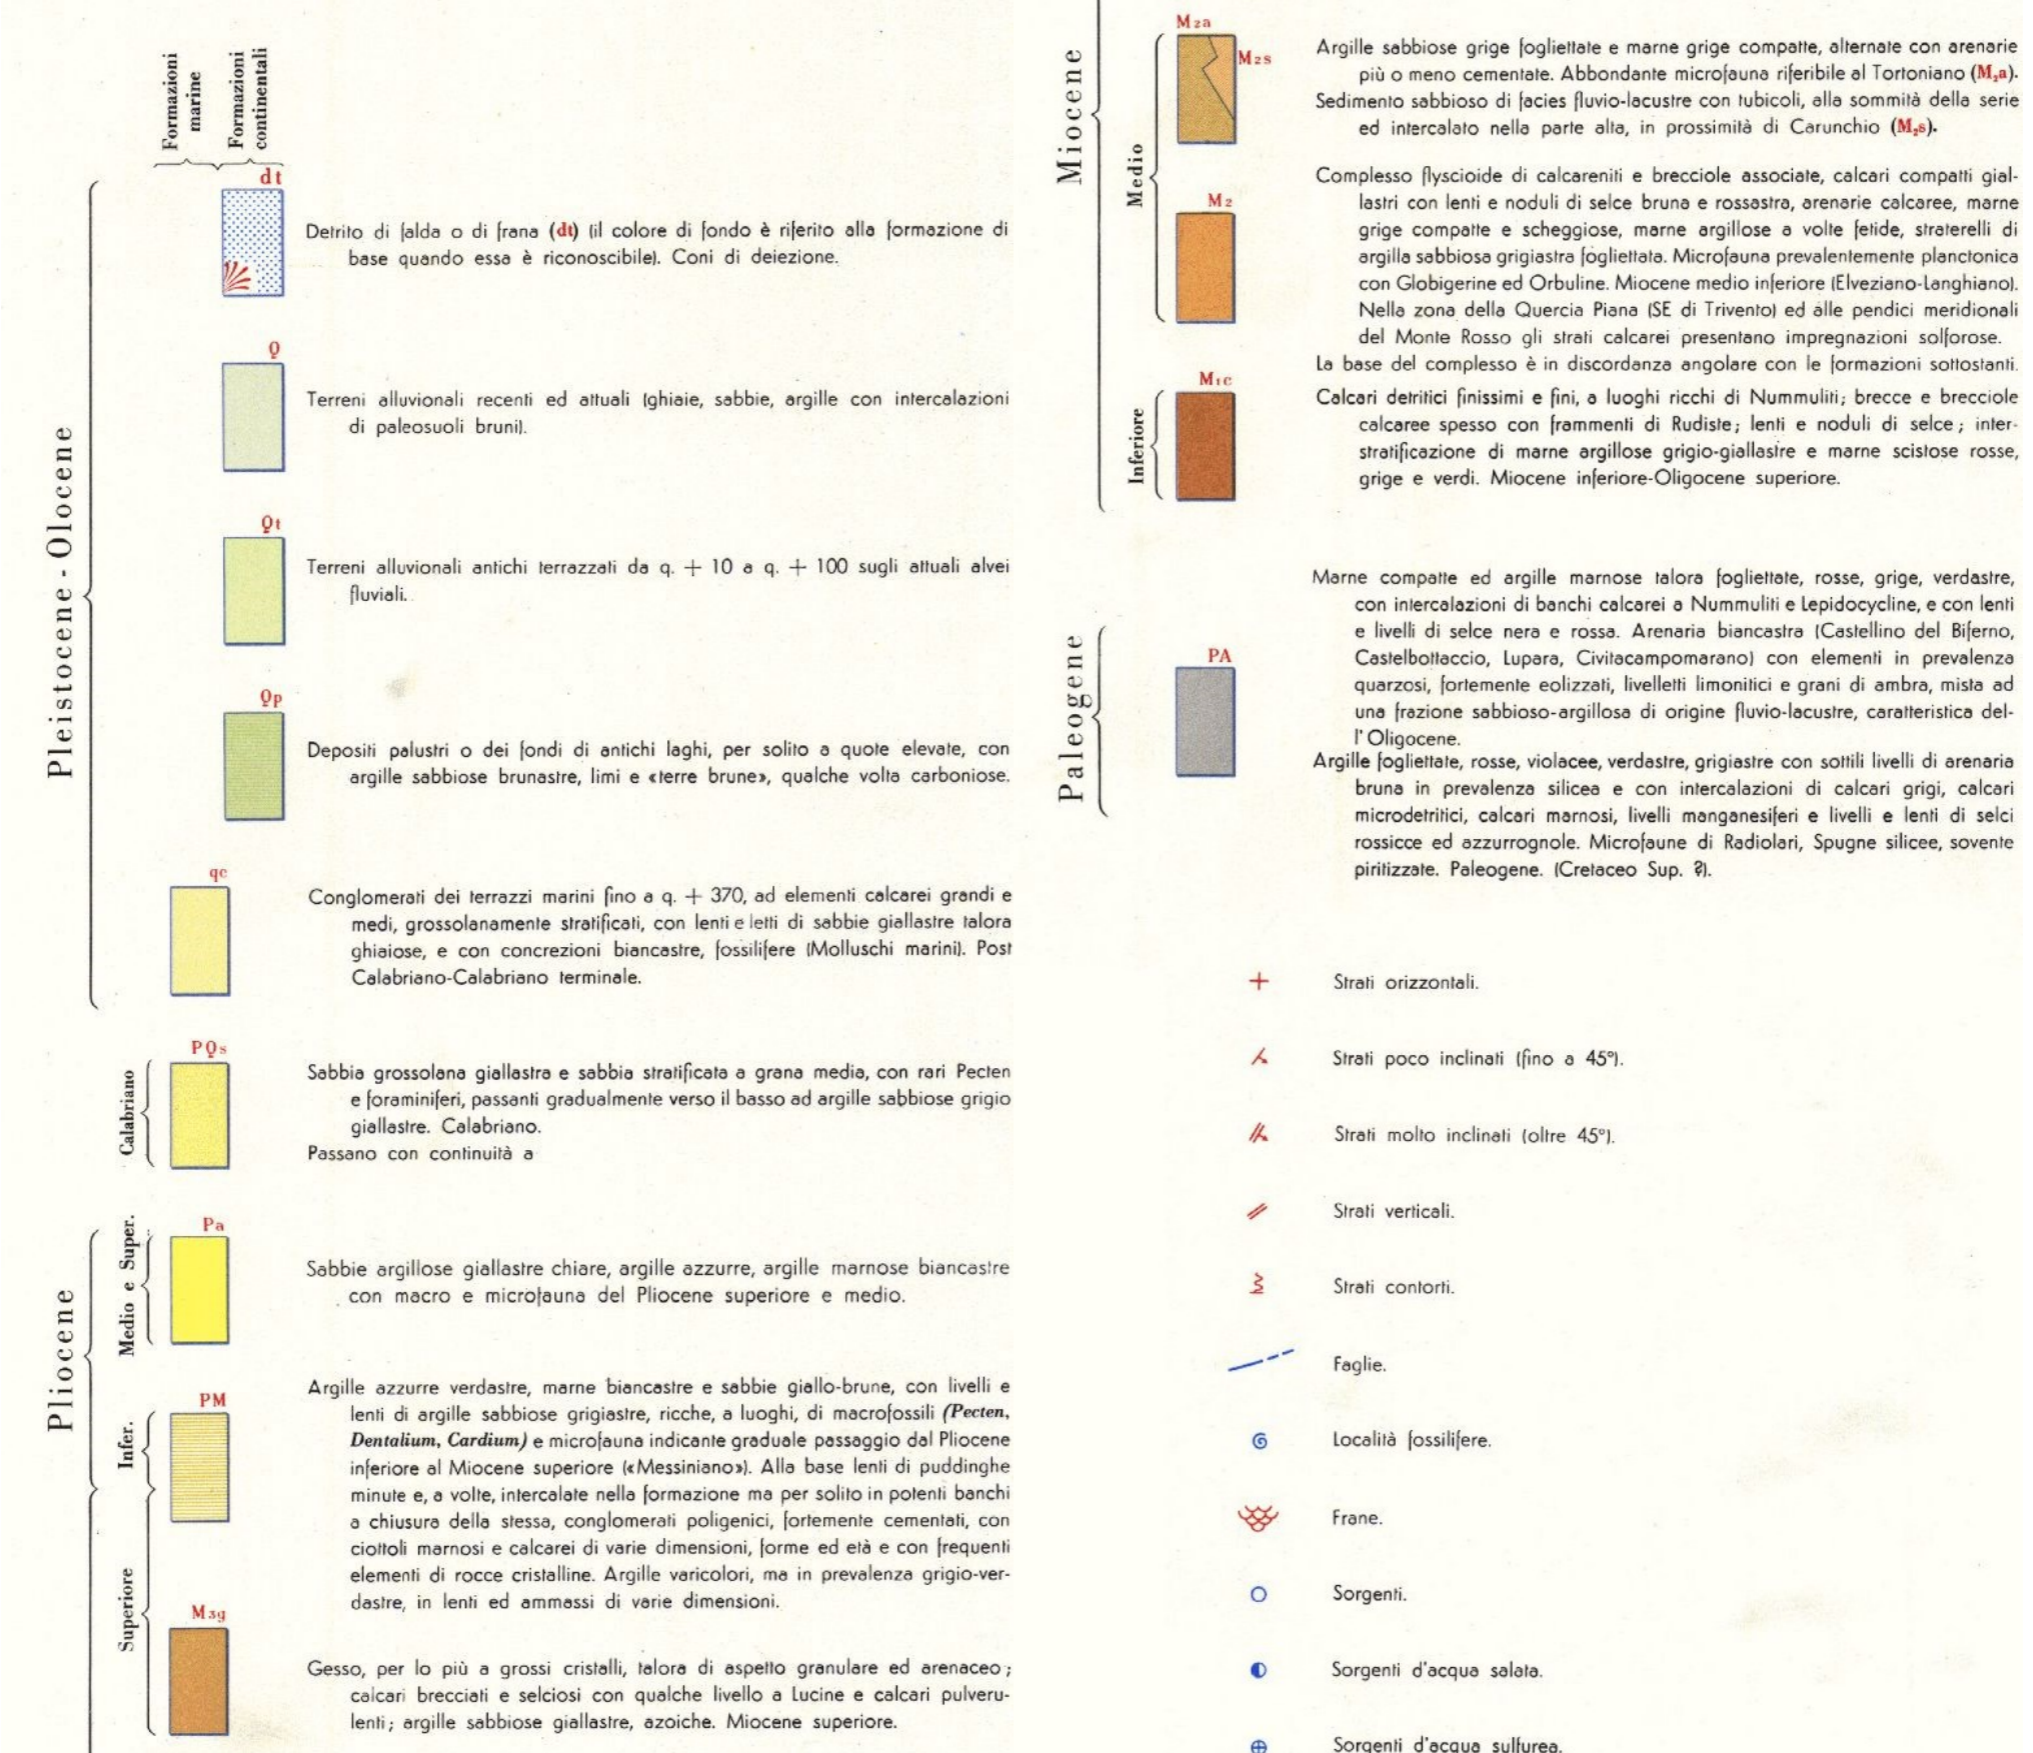 Formazioni
marine
Formazioni
continentali
Pleistocene - Olocene
dt
Detrito di falda o di frana (dt) (il colore di fondo è riferito alla formazione di
base quando essa è riconoscibile). Coni di deiezione.
Q
Terreni alluvionali recenti ed attuali (ghiaie, sabbie, argille con intercalazioni
di paleosuoli bruni).
Qt
Terreni alluvionali antichi terrazzati da q. + 10 a q. + 100 sugli attuali alvei
fluviali.
Qp
Depositi palustri o dei fondi di antichi laghi, per solito a quote elevate, con
argille sabbiose brunastre, limi e «terre brune», qualche volta carboniose.
qc
Conglomerati dei terrazzi marini fino a q. + 370, ad elementi calcarei grandi e
medi, grossolanamente stratificati, con lenti e letti di sabbie giallastre talora
ghiaiose, e con concrezioni biancastre, fossilifere (Molluschi marini). Post
Calabriano-Calabriano terminale.
Calabriano
PQs
Sabbia grossolana giallastra e sabbia stratificata a grana media, con rari Pecten
e foraminiferi, passanti gradualmente verso il basso ad argille sabbiose grigio
giallastre. Calabriano.
Passano con continuità a
Pliocene
Medio e Super.
Pa
Sabbie argillose giallastre chiare, argille azzurre, argille marnose biancastre
con macro e microfauna del Pliocene superiore e medio.
Infer.
PM
Argille azzurre verdastre, marne biancastre e sabbie giallo-brune, con livelli e
lenti di argille sabbiose grigiastre, ricche, a luoghi, di macrofossili (Pecten,
Dentalium, Cardium) e microfauna indicante graduale passaggio dal Pliocene
inferiore al Miocene superiore («Messiniano»). Alla base lenti di puddinghe
minute e, a volte, intercalate nella formazione ma per solito in potenti banchi
a chiusura della stessa, conglomerati poligenici, fortemente cementati, con
ciottoli marnosi e calcarei di varie dimensioni, forme ed età e con frequenti
elementi di rocce cristalline. Argille varicolori, ma in prevalenza grigio-ver-
dastre, in lenti ed ammassi di varie dimensioni.
Superiore
M3g
Gesso, per lo più a grossi cristalli, talora di aspetto granulare ed arenaceo;
calcari brecciati e selciosi con qualche livello a Lucine e calcari pulveru-
lenti; argille sabbiose giallastre, azoiche. Miocene superiore.
Miocene
Medio
M2a
M2s
Argille sabbiose grige fogliettate e marne grige compatte, alternate con arenarie
più o meno cementate. Abbondante microfauna riferibile al Tortoniano (M2a).
Sedimento sabbioso di facies fluvio-lacustre con tubicoli, alla sommità della serie
ed intercalato nella parte alta, in prossimità di Carunchio (M2s).
M2
Complesso flyscioide di calcareniti e brecciole associate, calcari compatti gial-
lastri con lenti e noduli di selce bruna e rossastra, arenarie calcaree, marne
grige compatte e scheggiose, marne argillose a volte fetide, straterelli di
argilla sabbiosa grigiastra fogliettata. Microfauna prevalentemente planctonica
con Globigerine ed Orbuline. Miocene medio inferiore (Elveziano-Langhiano).
Nella zona della Quercia Piana (SE di Trivento) ed alle pendici meridionali
del Monte Rosso gli strati calcarei presentano impregnazioni solforose.
La base del complesso è in discordanza angolare con le formazioni sottostanti.
Inferiore
M1c
Calcari detritici finissimi e fini, a luoghi ricchi di Nummuliti; brecce e brecciole
calcaree spesso con frammenti di Rudiste; lenti e noduli di selce; inter-
stratificazione di marne argillose grigio-giallastre e marne scistose rosse,
grige e verdi. Miocene inferiore-Oligocene superiore.
Paleogene
PA
Marne compatte ed argille marnose talora fogliettate, rosse, grige, verdastre,
con intercalazioni di banchi calcarei a Nummuliti e Lepidocycline, e con lenti
e livelli di selce nera e rossa. Arenaria biancastra (Castellino del Biferno,
Castelbottaccio, Lupara, Civitacampomarano) con elementi in prevalenza
quarzosi, fortemente eolizzati, livelletti limonitici e grani di ambra, mista ad
una frazione sabbioso-argillosa di origine fluvio-lacustre, caratteristica del-
l'Oligocene.
Argille fogliettate, rosse, violacee, verdastre, grigiastre con sottili livelli di arenaria
bruna in prevalenza silicea e con intercalazioni di calcari grigi, calcari
microdetritici, calcari marnosi, livelli manganesiferi e livelli e lenti di selci
rossicce ed azzurrognole. Microfaune di Radiolari, Spugne silicee, sovente
piritizzate. Paleogene. (Cretaceo Sup. ?).
Strati orizzontali.
Strati poco inclinati (fino a 45°).
Strati molto inclinati (oltre 45°).
Strati verticali.
Strati contorti.
Faglie.
Località fossilifere.
Frane.
Sorgenti.
Sorgenti d'acqua salata.
Sorgenti d'acqua sulfurea.